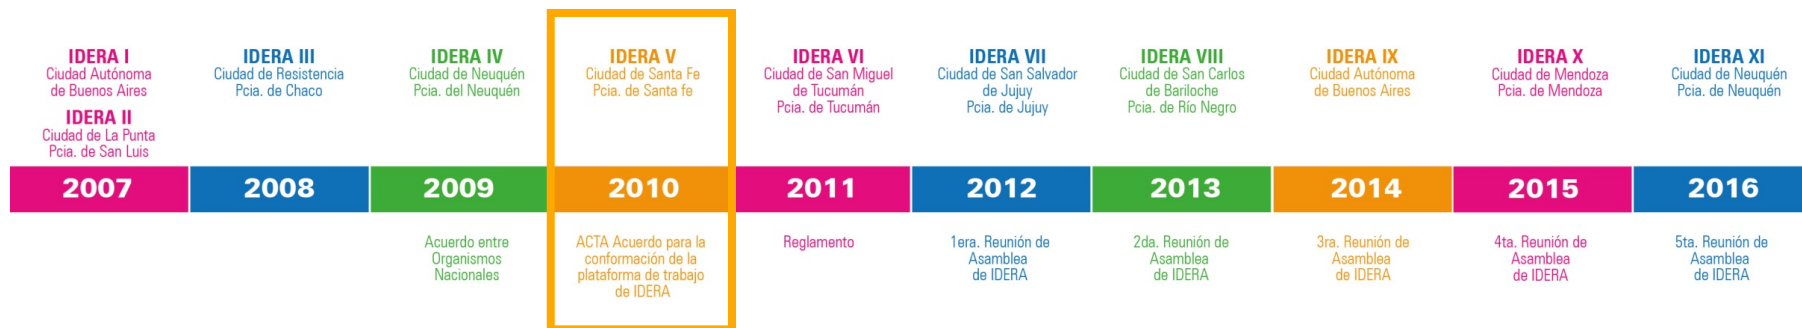 IDERA I
Ciudad Autónoma
de Buenos Aires
IDERA II
Ciudad de La Punta
Pcia. de San Luis
IDERA III
Ciudad de Resistencia
Pcia. de Chaco
IDERA IV
Ciudad de Neuquén
Pcia. del Neuquén
IDERA V
Ciudad de Santa Fe
Pcia. de Santa fe
IDERA VI
Ciudad de San Miguel
de Tucumán
Pcia. de Tucumán
IDERA VII
Ciudad de San Salvador
de Jujuy
Pcia. de Jujuy
IDERA VIII
Ciudad de San Carlos
de Bariloche
Pcia. de Río Negro
IDERA IX
Ciudad Autónoma
de Buenos Aires
IDERA X
Ciudad de Mendoza
Pcia. de Mendoza
IDERA XI
Ciudad de Neuquén
Pcia. de Neuquén
2007
2008
2009
2010
2011
2012
2013
2014
2015
2016
Acuerdo entre
Organismos
Nacionales
ACTA Acuerdo para la
conformación de la
plataforma de trabajo
de IDERA
Reglamento
1era. Reunión de
Asamblea
de IDERA
2da. Reunión de
Asamblea
de IDERA
3ra. Reunión de
Asamblea
de IDERA
4ta. Reunión de
Asamblea
de IDERA
5ta. Reunión de
Asamblea
de IDERA